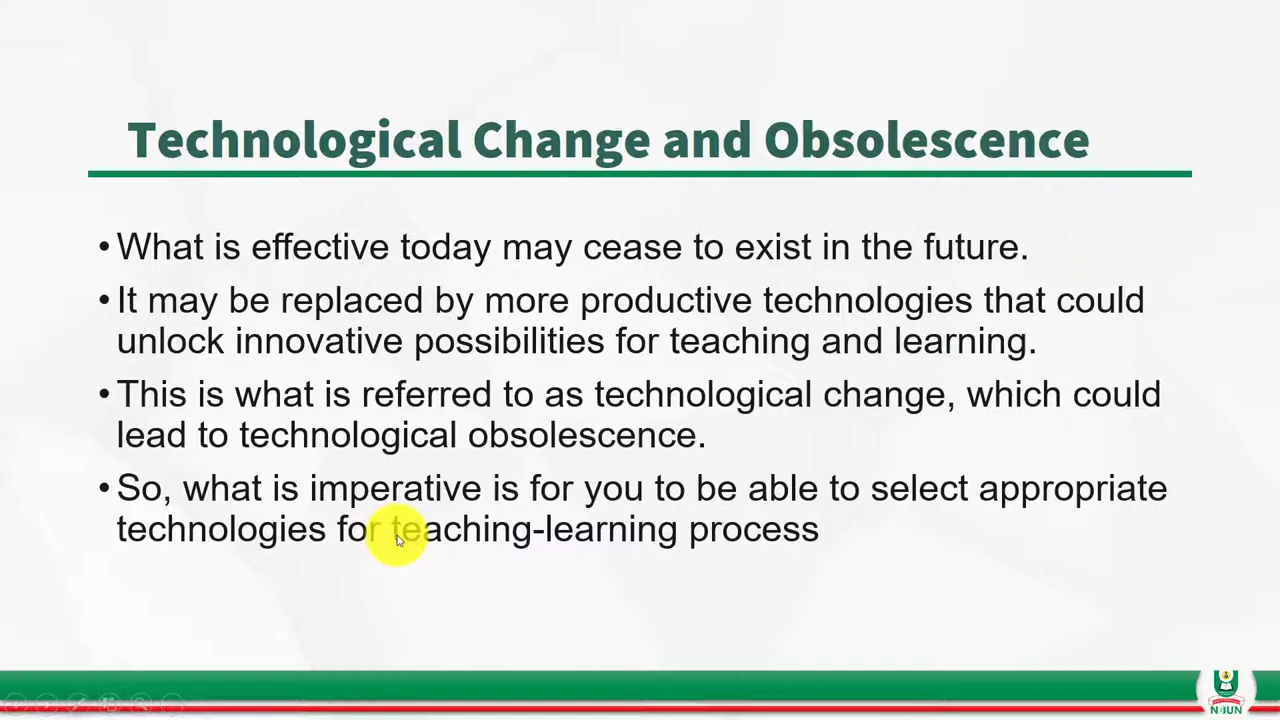 Technological Change and Obsolescence
•What is effective today may cease to exist in the future.
•It may be replaced by more productive technologies that could
unlock innovative possibilities for teaching and learning.
•This is what is referred to as technological change, which could
lead to technological obsolescence.
•So, what is imperative is for you to be able to select appropriate
technologies for teaching-learning process
NOUN